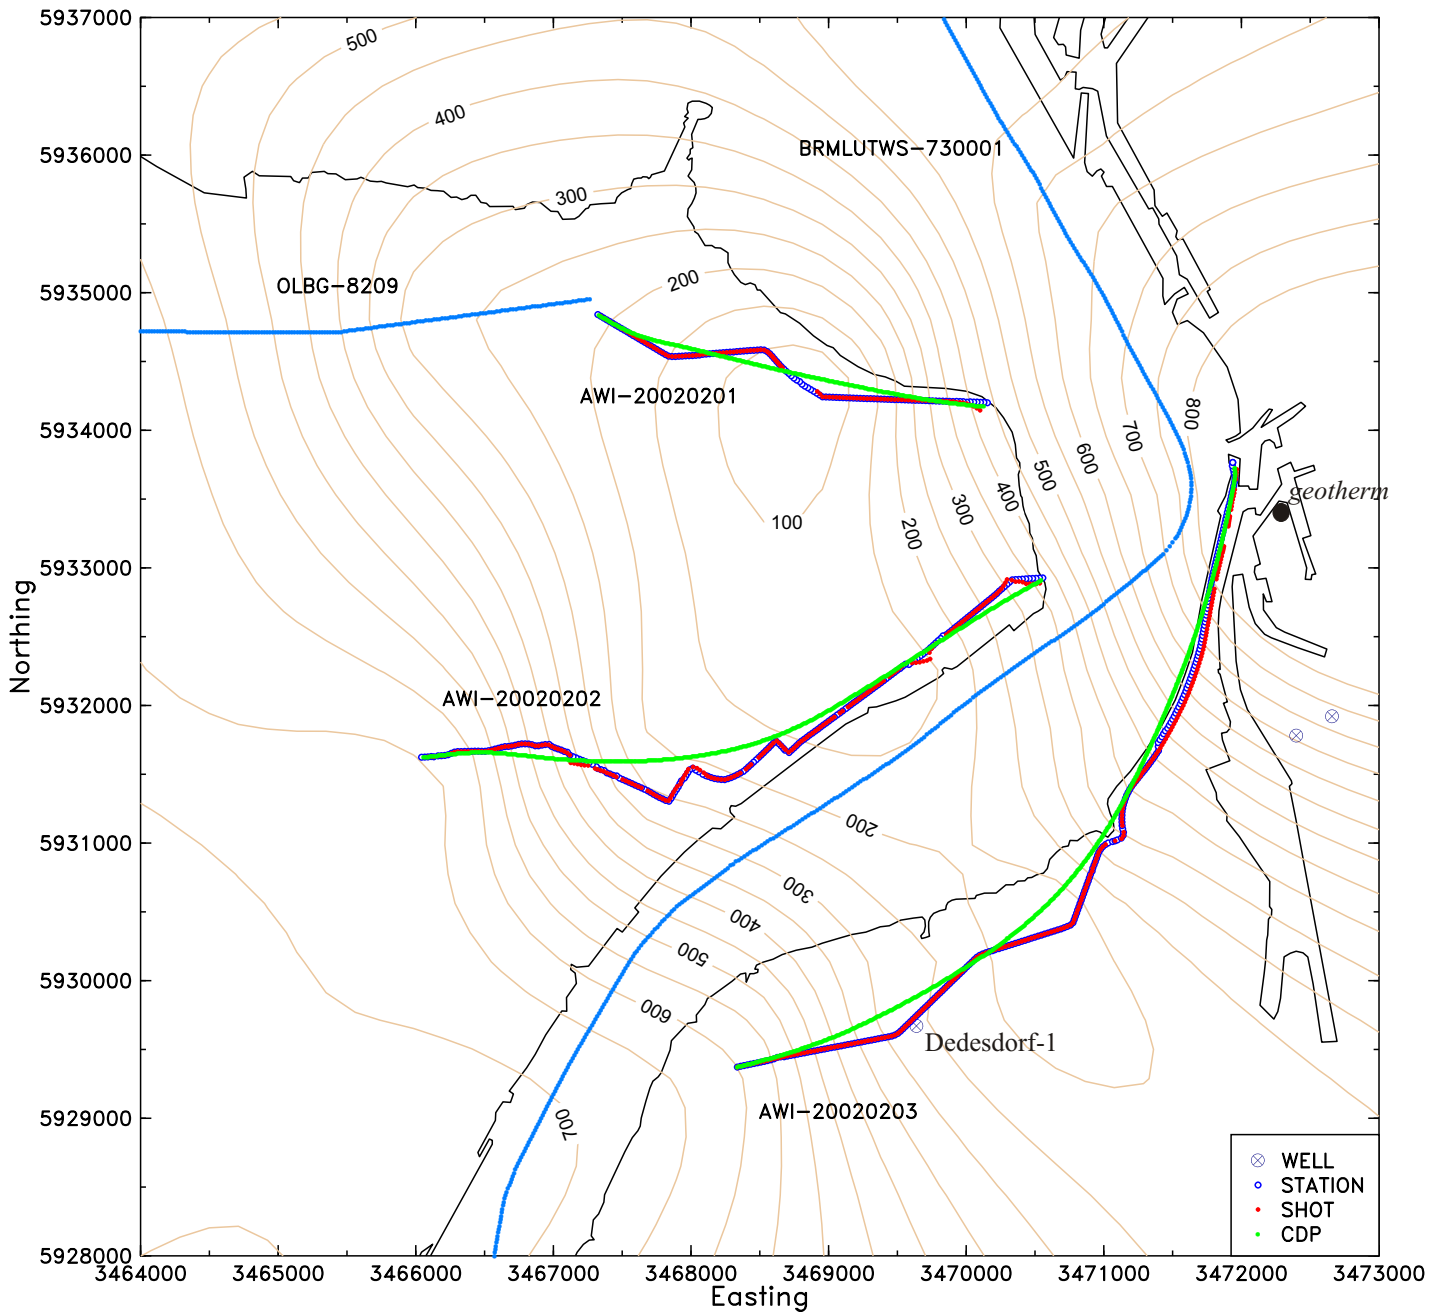 5937000
500
400
BRMLUTWS-730001
5936000
300
OLBG-8209
200
5935000
AWI-20020201
800
700
5934000
600
500
400
300
200
100
geotherm
5933000
Northing
AWI-20020202
5932000
200
5931000
300
400
500
5930000
600
Dedesdorf-1
AWI-20020203
5929000
700
WELL
STATION
SHOT
CDP
5928000
3464000 3465000 3466000 3467000 3468000 3469000 3470000 3471000 3472000 3473000
Easting